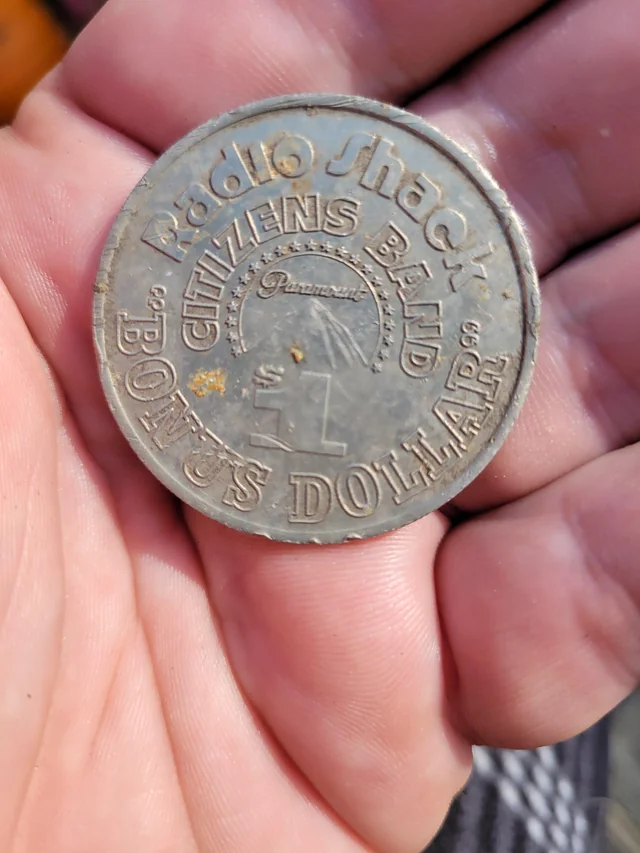 Radio Shack
CITIZENS BAND
Paramount
$1
"BONUS DOLLAR"